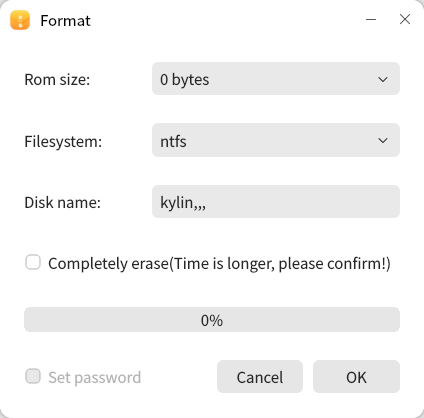 Format
Rom size:
0 bytes
Filesystem:
ntfs
Disk name:
kylin,,,
Completely erase(Time is longer, please confirm!)
0%
Set password
Cancel
OK